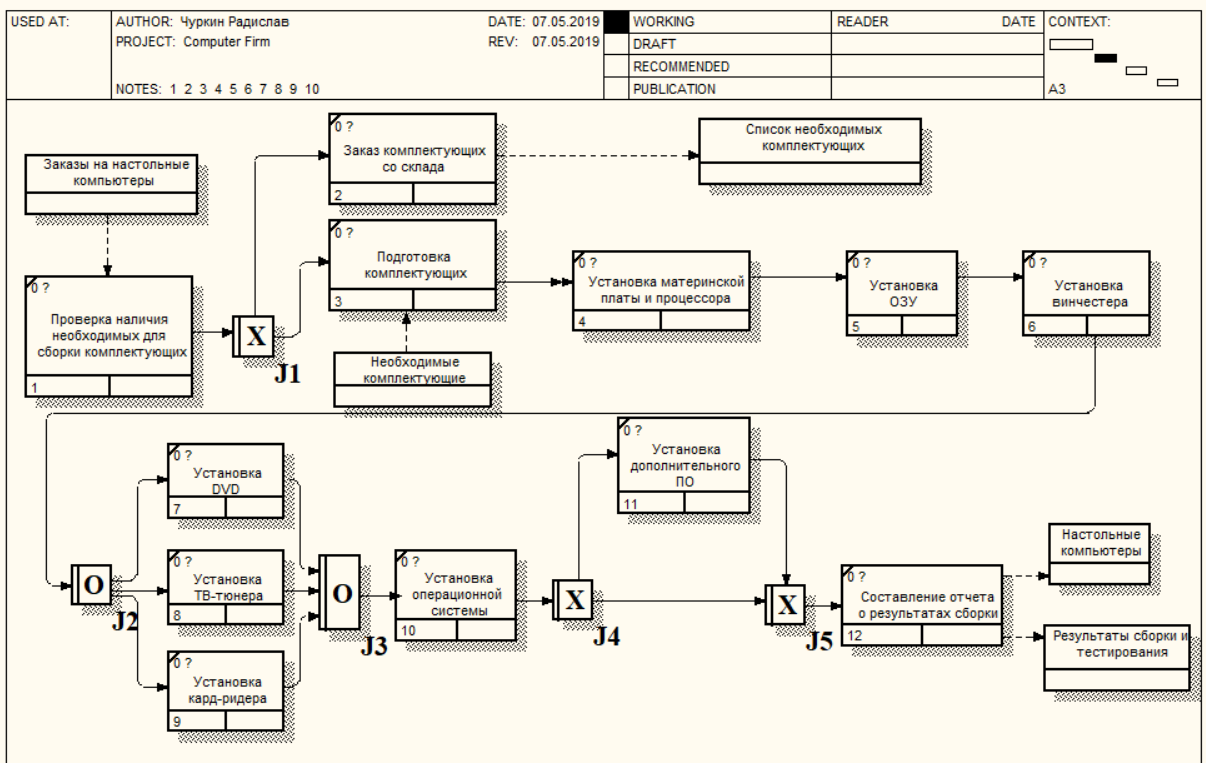 USED AT:
AUTHOR: Чуркин Радислав
DATE: 07.05.2019
PROJECT: Computer Firm
REV: 07.05.2019
NOTES: 1 2 3 4 5 6 7 8 9 10
WORKING
DRAFT
RECOMMENDED
PUBLICATION
READER
DATE
CONTEXT:
A3
Заказы на настольные
компьютеры
0 ?
Заказ комплектующих
со склада
2
Список необходимых
комплектующих
0 ?
Проверка наличия
необходимых для
сборки комплектующих
1
X
J1
0 ?
Подготовка
комплектующих
3
Необходимые
комплектующие
0 ?
Установка материнской
платы и процессора
4
0 ?
Установка
ОЗУ
5
0 ?
Установка
винчестера
6
O
J2
0 ?
Установка
DVD
7
0 ?
Установка
ТВ-тюнера
8
0 ?
Установка
кард-ридера
9
O
J3
0 ?
Установка
операционной
системы
10
X
J4
0 ?
Установка
дополнительного
ПО
11
X
J5
0 ?
Составление отчета
о результатах сборки
12
Настольные
компьютеры
Результаты сборки и
тестирования